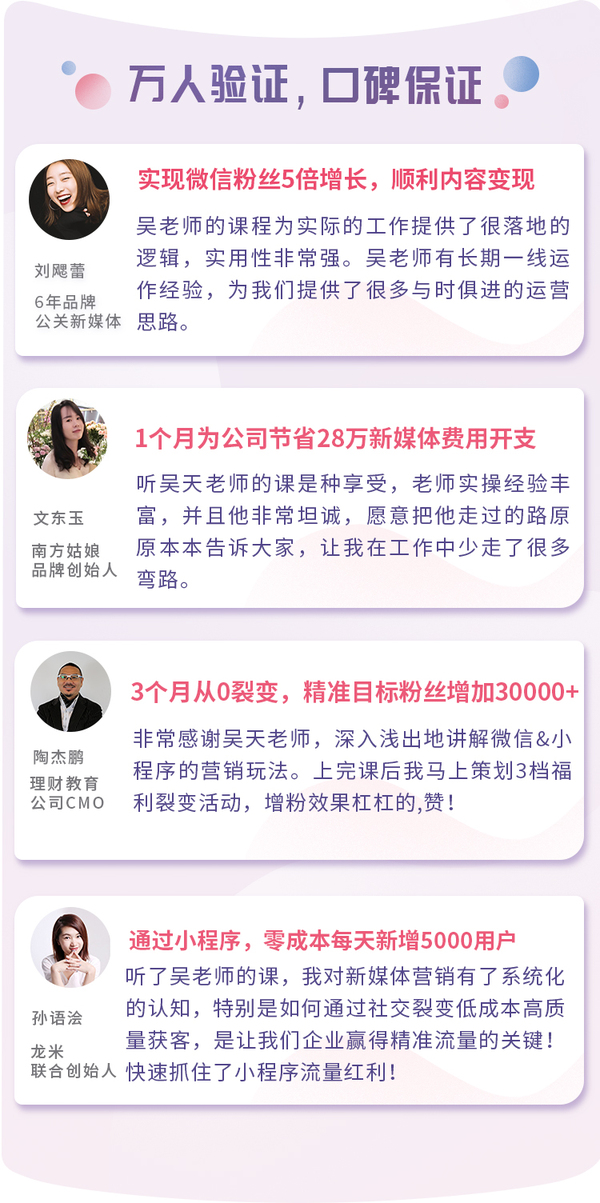 万人验证，口碑保证
实现微信粉丝5倍增长，顺利内容变现
吴老师的课程为实际的工作提供了很落地的
逻辑，实用性非常强。吴老师有长期一线运
作经验，为我们提供了很多与时俱进的运营
思路。
刘飔蕾
6年品牌
公关新媒体
1个月为公司节省28万新媒体费用开支
听吴天老师的课是种享受，老师实操经验丰
富，并且他非常坦诚，愿意把他走过的路原
原本本告诉大家，让我在工作中少走了很多
弯路。
文东玉
南方姑娘
品牌创始人
3个月从0裂变，精准目标粉丝增加30000+
非常感谢吴天老师，深入浅出地讲解微信&小
程序的营销玩法。上完课后我马上策划3档福
利裂变活动，增粉效果杠杠的,赞！
陶杰鹏
理财教育
公司CMO
通过小程序，零成本每天新增5000用户
听了吴老师的课，我对新媒体营销有了系统化
的认知，特别是如何通过社交裂变低成本高质
量获客，是让我们企业赢得精准流量的关键！
快速抓住了小程序流量红利！
孙语浍
龙米
联合创始人